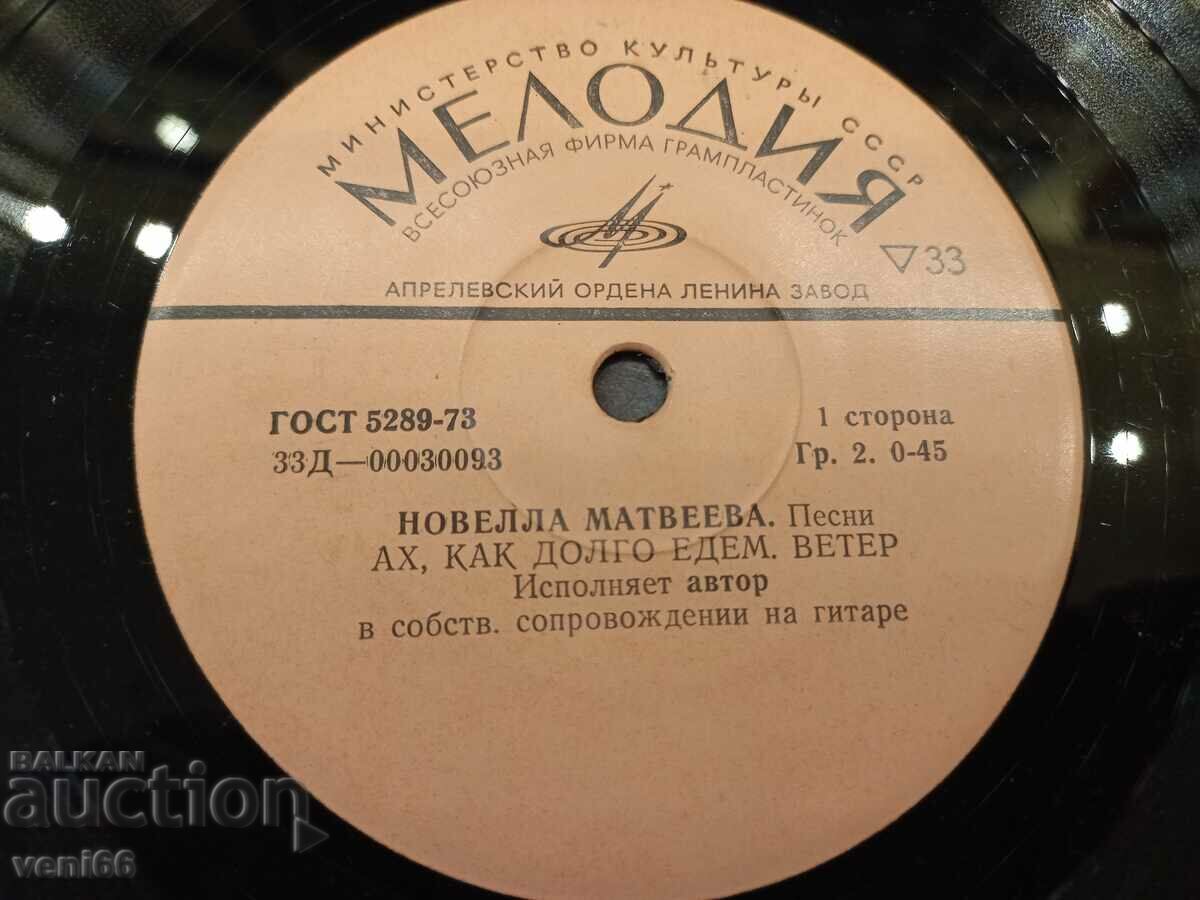 МИНИСТЕРСТВО КУЛЬТУРЫ СССР
МЕЛОДИЯ
ВСЕСОЮЗНАЯ ФИРМА ГРАМПЛАСТИНОК
33
АПРЕЛЕВСКИЙ ОРДЕНА ЛЕНИНА ЗАВОД
ГОСТ 5289-73
33Д—00030093
1 сторона
Гр. 2. 0-45
НОВЕЛЛА МАТВЕЕВА. Песни
АХ, КАК ДОЛГО ЕДЕМ. ВЕТЕР
Исполняет автор
в собств. сопровождении на гитаре
BALKAN
auction
veni66